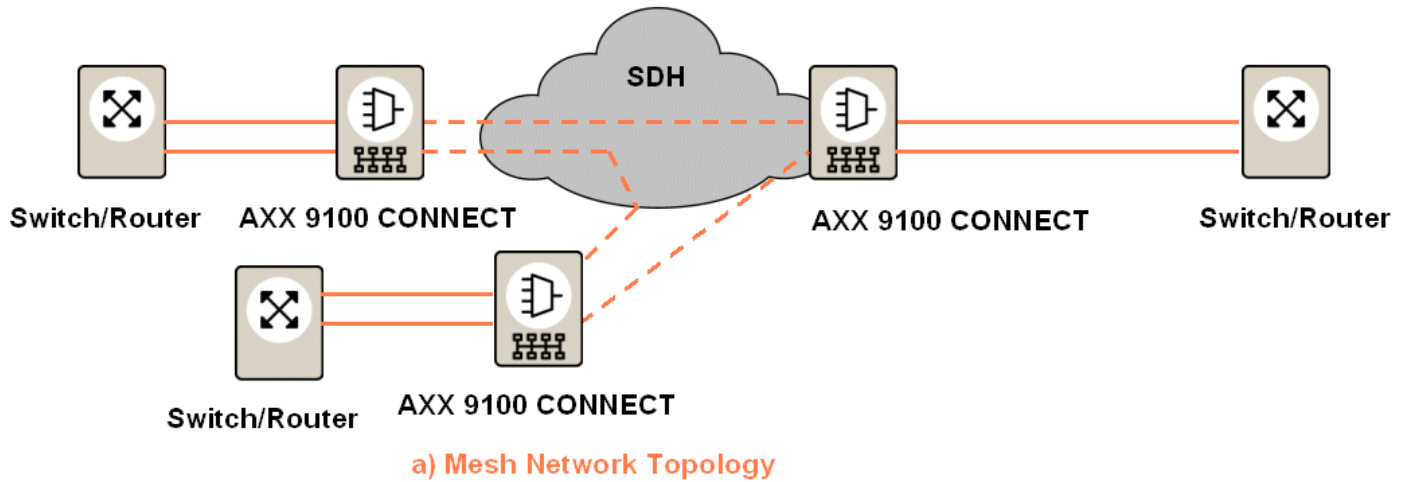 SDH
Switch/Router
AXX 9100 CONNECT
AXX 9100 CONNECT
Switch/Router
Switch/Router
AXX 9100 CONNECT
a) Mesh Network Topology